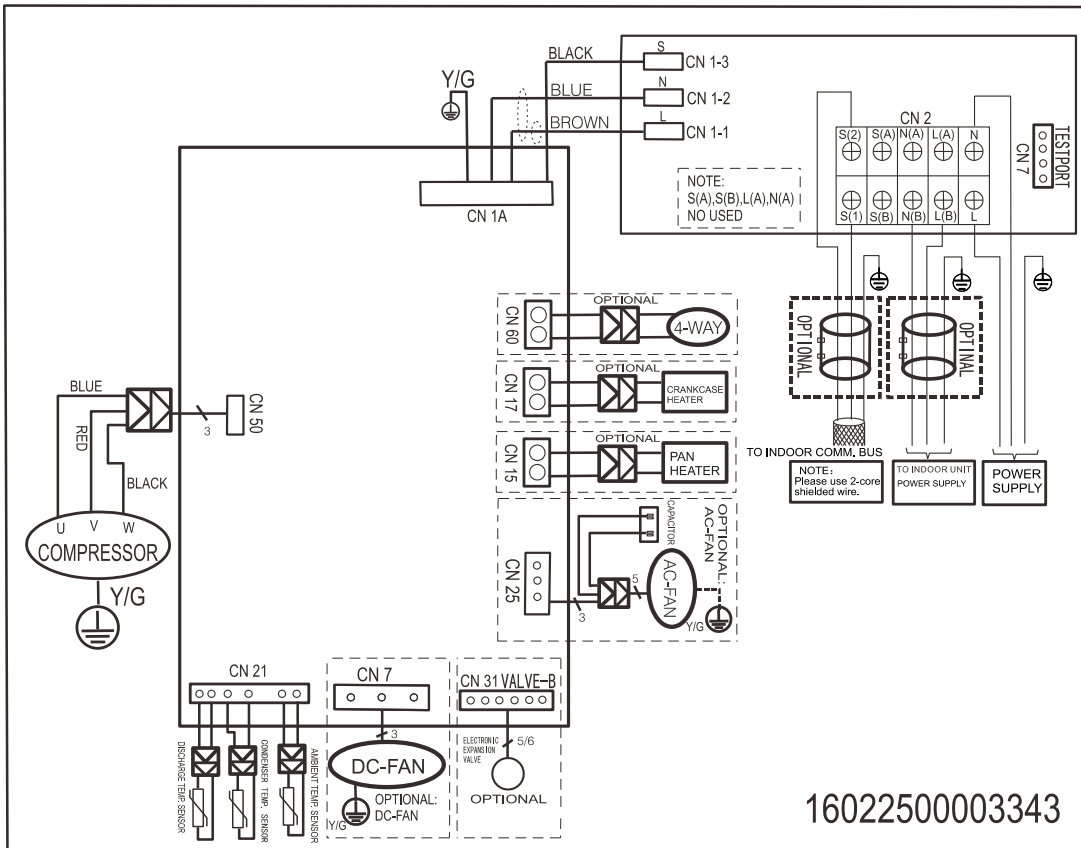 BLACK
S
CN 1-3
Y/G
BLUE
N
CN 1-2
BROWN
L
CN 1-1
CN 1A
NOTE:
S(A),S(B),L(A),N(A)
NO USED
CN 2
S(2)
S(A)
N(A)
L(A)
N
S(1)
S(B)
N(B)
L(B)
L
TESTPORT
CN 7
OPTIONAL
OPTINAL
TO INDOOR COMM. BUS
NOTE:
Please use 2-core
shielded wire.
TO INDOOR UNIT
POWER SUPPLY
POWER
SUPPLY
CN 60
OPTIONAL
4-WAY
CN 17
OPTIONAL
CRANKCASE
HEATER
CN 15
OPTIONAL
PAN
HEATER
CN 25
3
CAPACITOR
5
AC-FAN
Y/G
OPTIONAL:
AC-FAN
BLUE
RED
BLACK
3
CN 50
U
V
W
COMPRESSOR
Y/G
CN 21
DISCHARGE TEMP. SENSOR
CONDENSER TEMP. SENSOR
AMBIENT TEMP. SENSOR
CN 7
3
DC-FAN
Y/G
OPTIONAL:
DC-FAN
CN 31 VALVE-B
ELECTRONIC
EXPANSION
VALVE
5/6
OPTIONAL
16022500003343